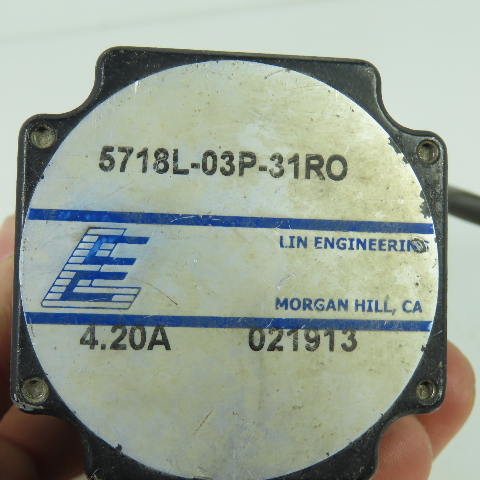 5718L-03P-31RO
LIN ENGINEERING
MORGAN HILL, CA
4.20A 021913